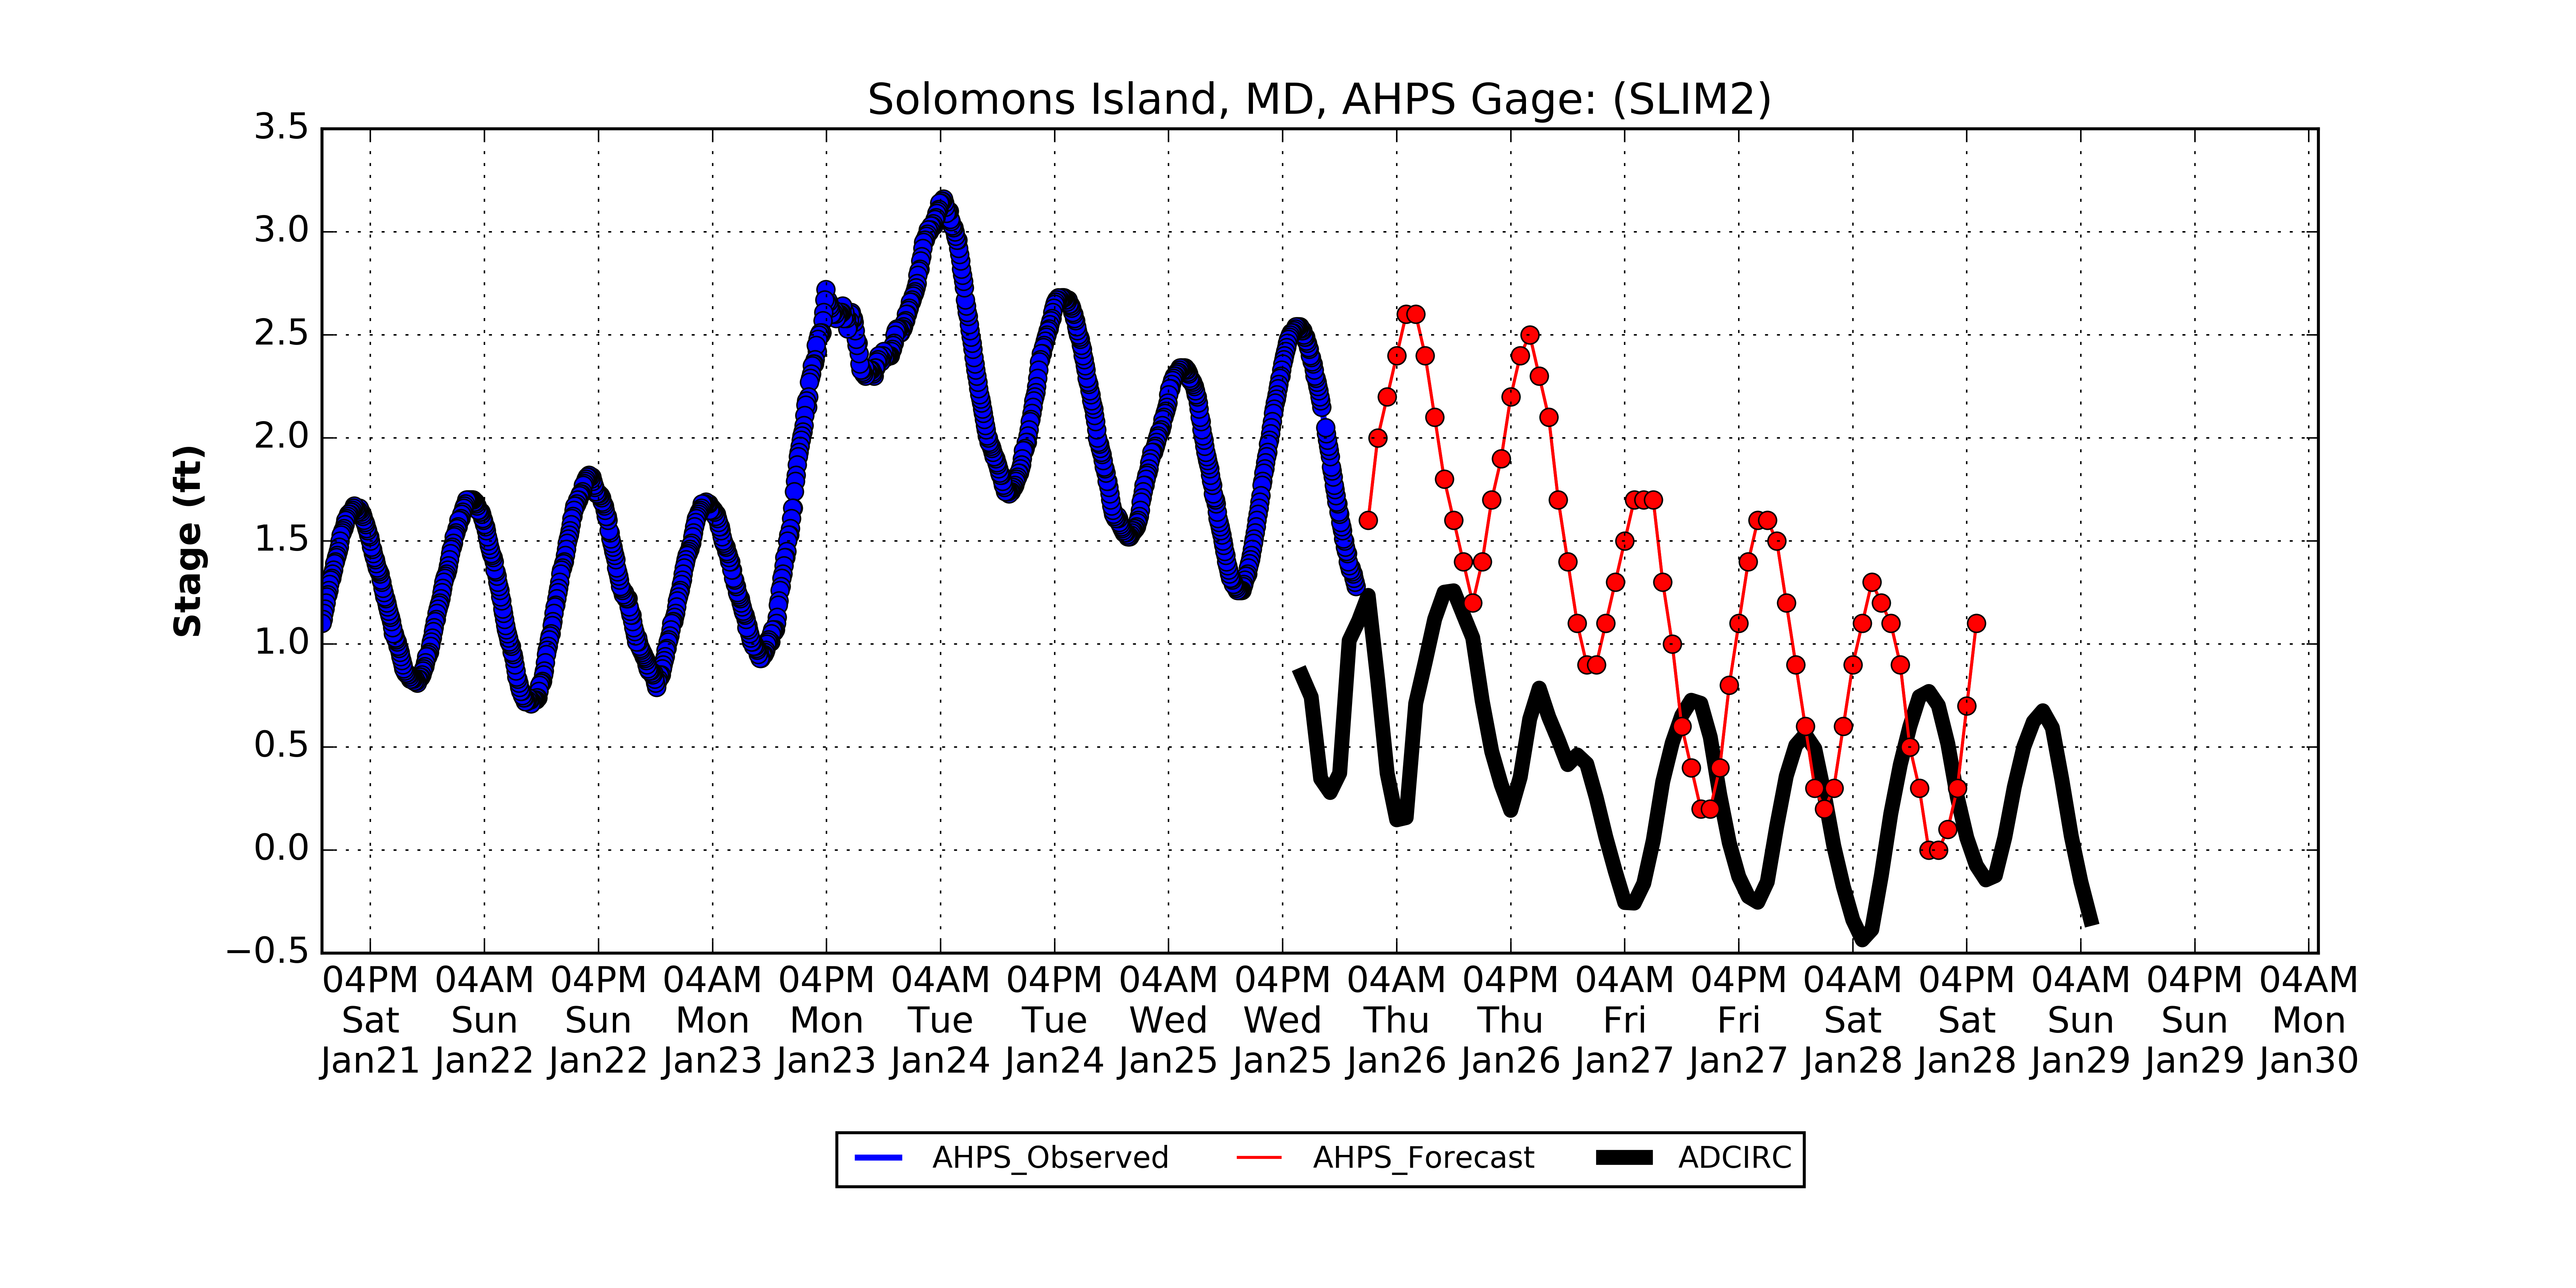 Solomons Island, MD, AHPS Gage: (SLIM2)
Stage (ft)
3.5
3.0
2.5
2.0
1.5
1.0
0.5
0.0
−0.5
04PM 04AM 04PM 04AM 04PM 04AM 04PM 04AM 04PM 04AM 04PM 04AM 04PM 04AM 04PM 04AM 04PM 04AM
Sat Sun Sun Mon Mon Tue Tue Wed Wed Thu Thu Fri Fri Sat Sat Sun Sun Mon
Jan21 Jan22 Jan22 Jan23 Jan23 Jan24 Jan24 Jan25 Jan25 Jan26 Jan26 Jan27 Jan27 Jan28 Jan28 Jan29 Jan29 Jan30
AHPS_Observed AHPS_Forecast ADCIRC